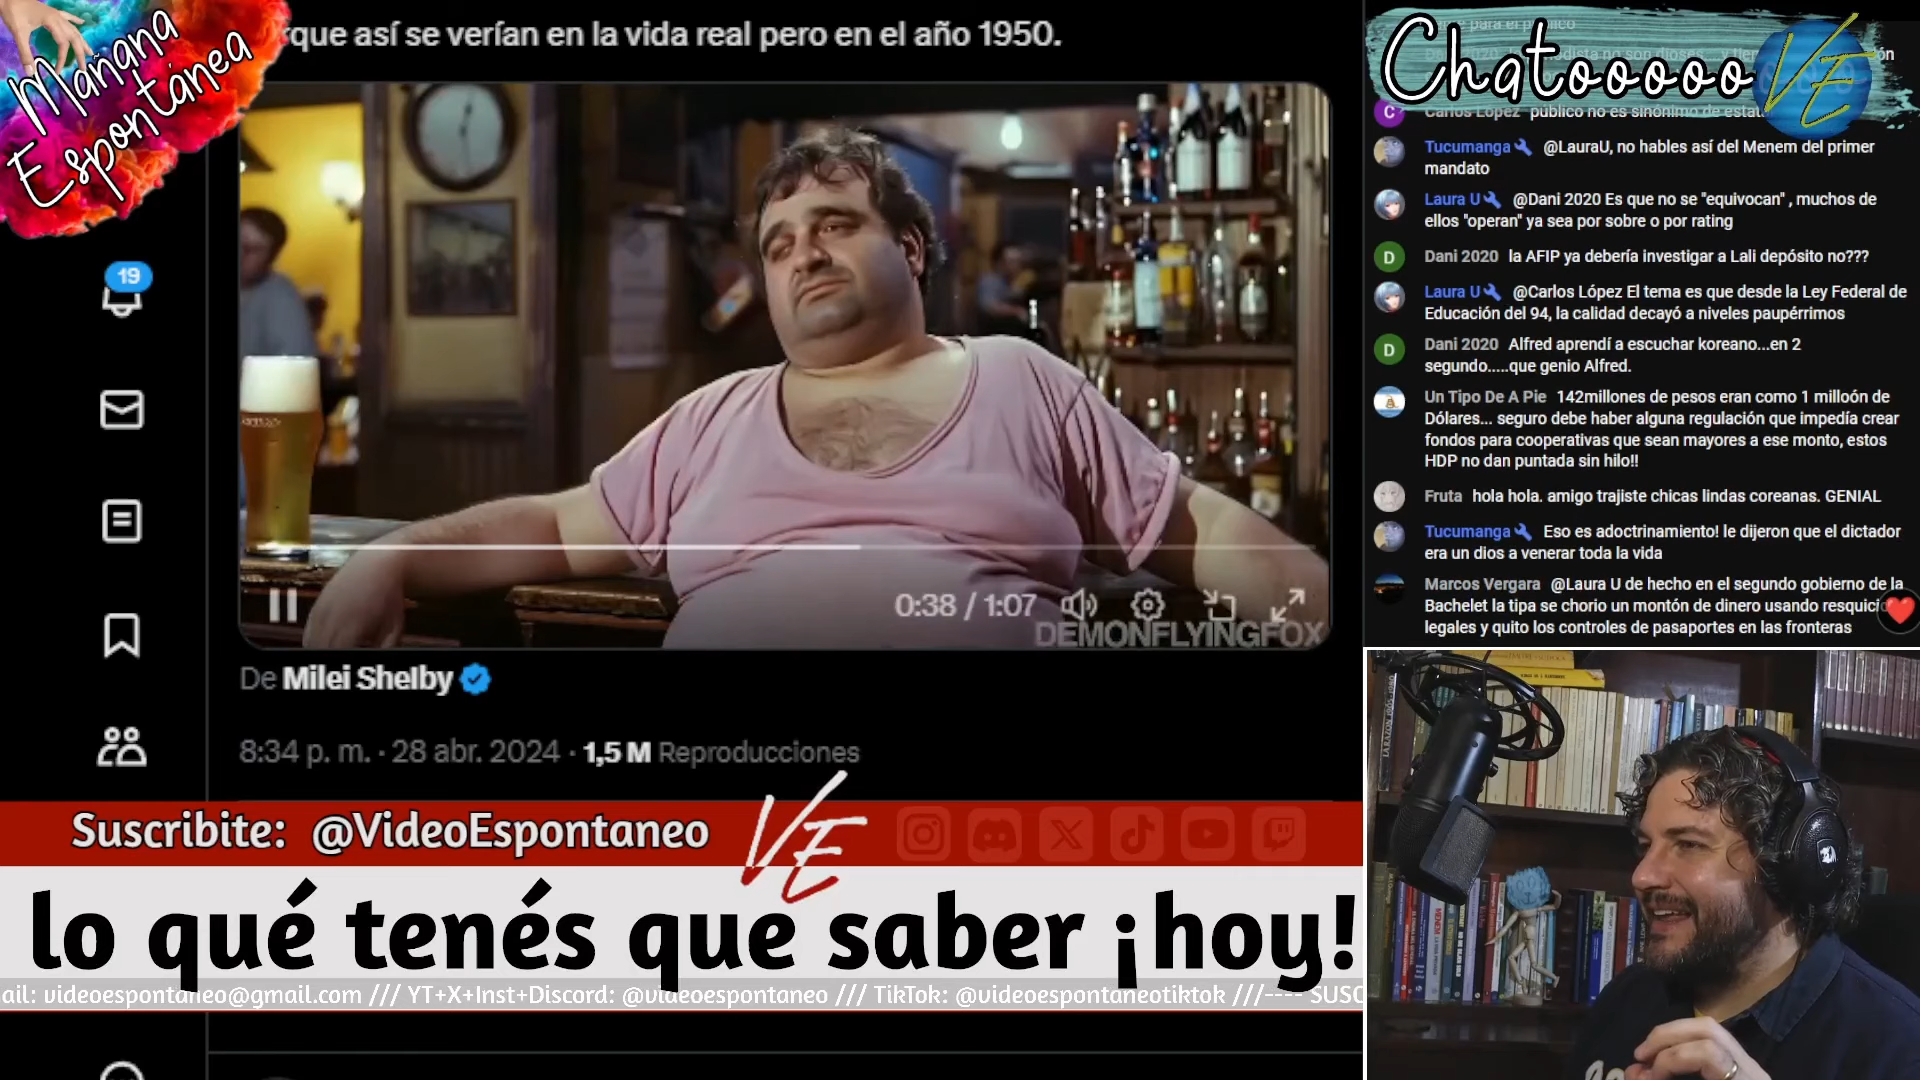 Mañana
Espontánea
que así se verían en la vida real pero en el año 1950.
19
0:38 / 1:07
DEMONFLYINGFOX
De Milei Shelby
8:34 p. m. · 28 abr. 2024 · 1,5 M Reproducciones
Suscribite: @VideoEspontaneo
VE
lo qué tenés que saber ¡hoy!
ail: videoespontaneo@gmail.com /// YT+X+Inst+Discord: @videoespontaneo /// TikTok: @videoespontaneotiktok ///---- SUSC
Chatooooo VE
Carlos López público no es sinónimo de
Tucumanga @LauraU, no hables así del Menem del primer
mandato
Laura U @Dani 2020 Es que no se "equivocan" , muchos de
ellos "operan" ya sea por sobre o por rating
Dani 2020 la AFIP ya debería investigar a Lali depósito no???
Laura U @Carlos López El tema es que desde la Ley Federal de
Educación del 94, la calidad decayó a niveles paupérrimos
Dani 2020 Alfred aprendí a escuchar koreano...en 2
segundo.....que genio Alfred.
Un Tipo De A Pie 142millones de pesos eran como 1 milloón de
Dólares... seguro debe haber alguna regulación que impedía crear
fondos para cooperativas que sean mayores a ese monto, estos
HDP no dan puntada sin hilo!!
Fruta hola hola. amigo trajiste chicas lindas coreanas. GENIAL
Tucumanga Eso es adoctrinamiento! le dijeron que el dictador
era un dios a venerar toda la vida
Marcos Vergara @Laura U de hecho en el segundo gobierno de la
Bachelet la tipa se chorio un montón de dinero usando resquici
legales y quito los controles de pasaportes en las fronteras